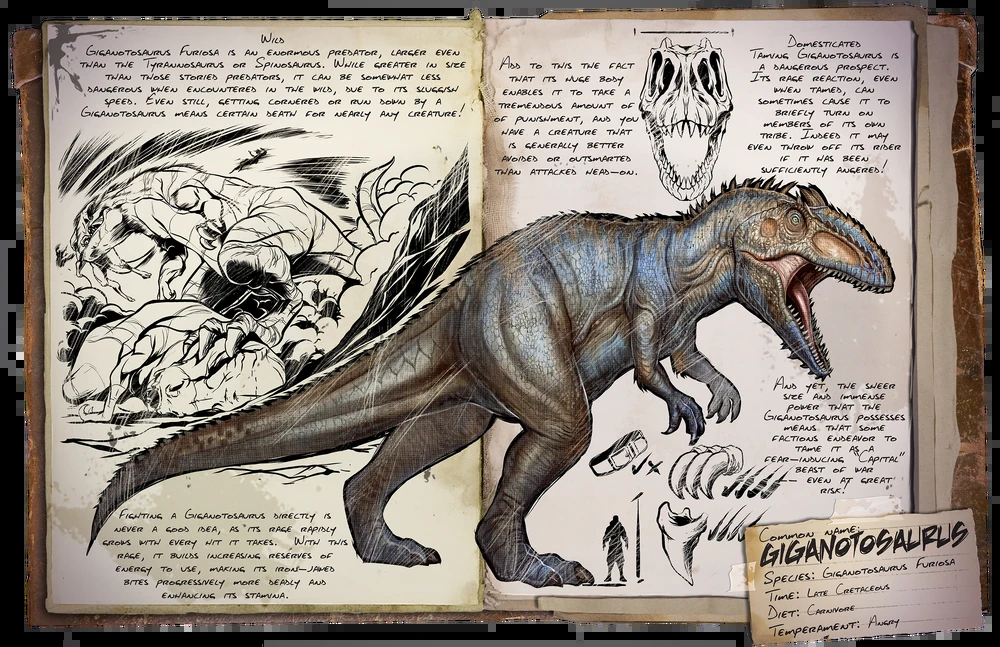 Wild
Giganotosaurus Furiosa is an enormous predator, larger even
than the Tyrannosaurus or Spinosaurus. While greater in size
than those storied predators, it can be somewhat less
dangerous when encountered in the wild, due to its sluggish
speed. Even still, getting cornered or run down by a
Giganotosaurus means certain death for nearly any creature!
Fighting a Giganotosaurus directly is
never a good idea, as its rage rapidly
grows with every hit it takes. With this
rage, it builds increasing reserves of
energy to use, making its iron-jawed
bites progressively more deadly and
enhancing its stamina.
Add to this the fact
that its huge body
enables it to take a
tremendous amount of
of punishment, and you
have a creature that
is generally better
avoided or outsmarted
than attacked head-on.
Domesticated
Taming Giganotosaurus is
a dangerous prospect.
Its rage reaction, even
when tamed, can
sometimes cause it to
briefly turn on
members of its own
tribe. Indeed it may
even throw off its rider
if it has been
sufficiently angered!
And yet, the sheer
size and immense
power that the
Giganotosaurus possesses
means that some
factions endeavor to
tame it as a
fear-inducing "Capital"
beast of war
-- even at great
risk!
Common name:
GIGANOTOSAURUS
Species: Giganotosaurus Furiosa
Time: Late Cretaceous
Diet: Carnivore
Temperament: Angry